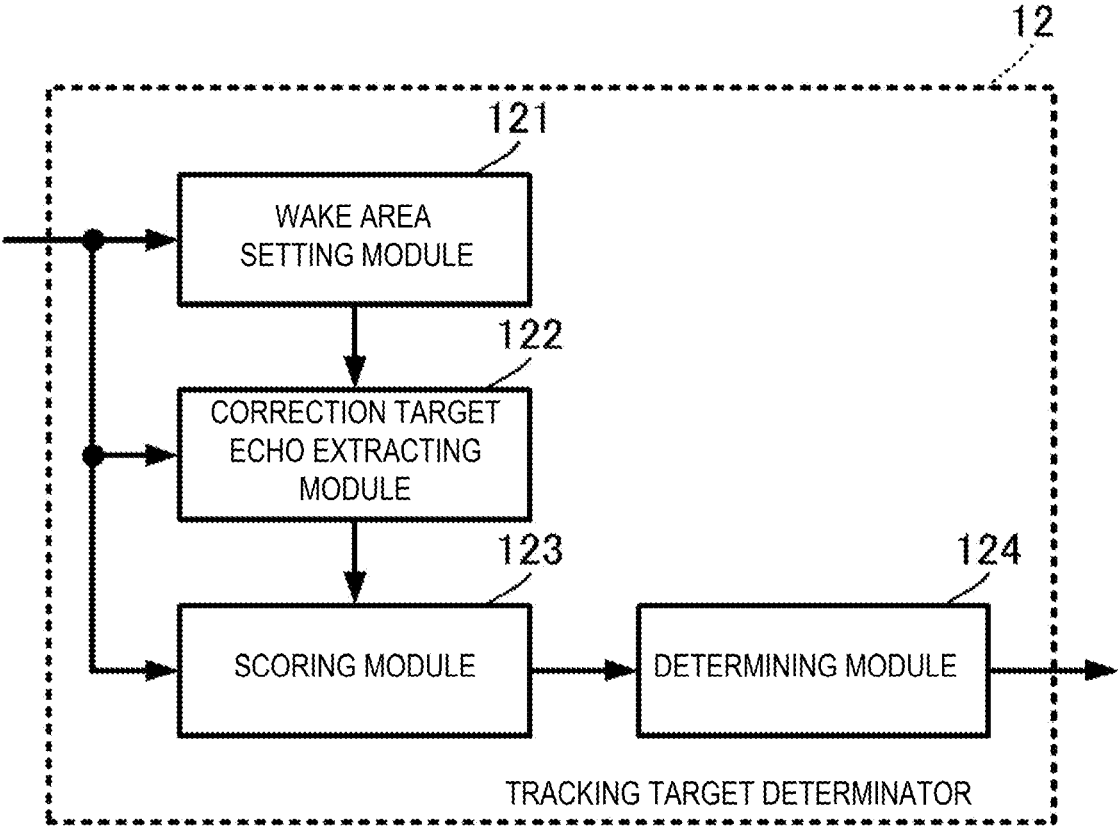 12
121
WAKE AREA
SETTING MODULE
122
CORRECTION TARGET
ECHO EXTRACTING
MODULE
123
SCORING MODULE
124
DETERMINING MODULE
TRACKING TARGET DETERMINATOR